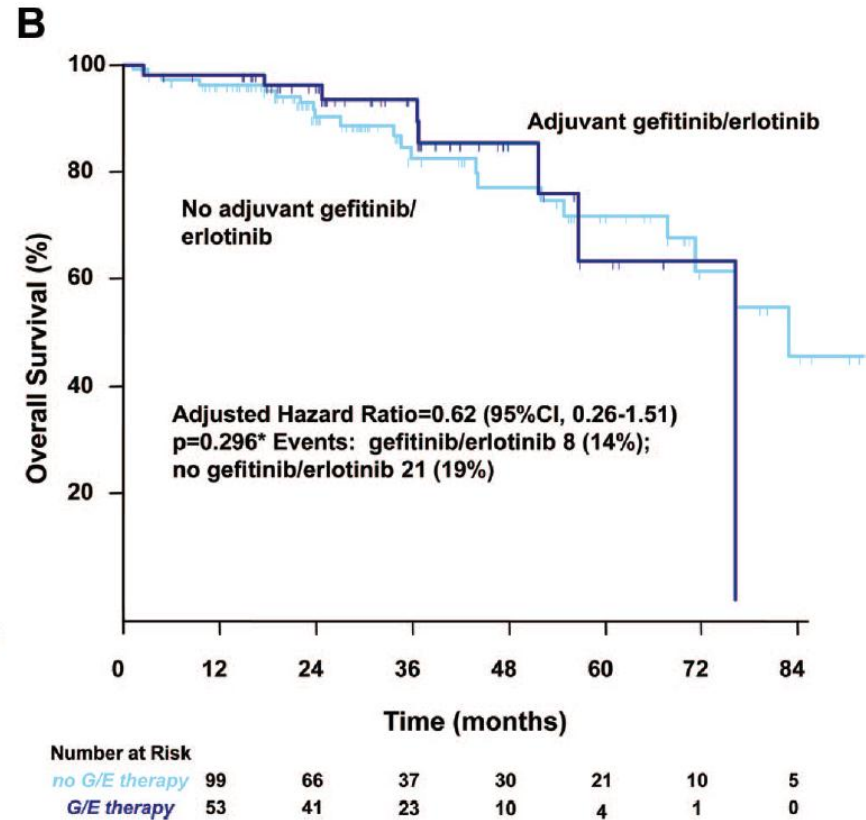 B
100
80
60
40
20
Overall Survival (%)
Adjuvant gefitinib/erlotinib
No adjuvant gefitinib/
erlotinib
Adjusted Hazard Ratio=0.62 (95%CI, 0.26-1.51)
p=0.296* Events: gefitinib/erlotinib 8 (14%);
no gefitinib/erlotinib 21 (19%)
0 12 24 36 48 60 72 84
Time (months)
Number at Risk
no G/E therapy 99 66 37 30 21 10 5
G/E therapy 53 41 23 10 4 1 0